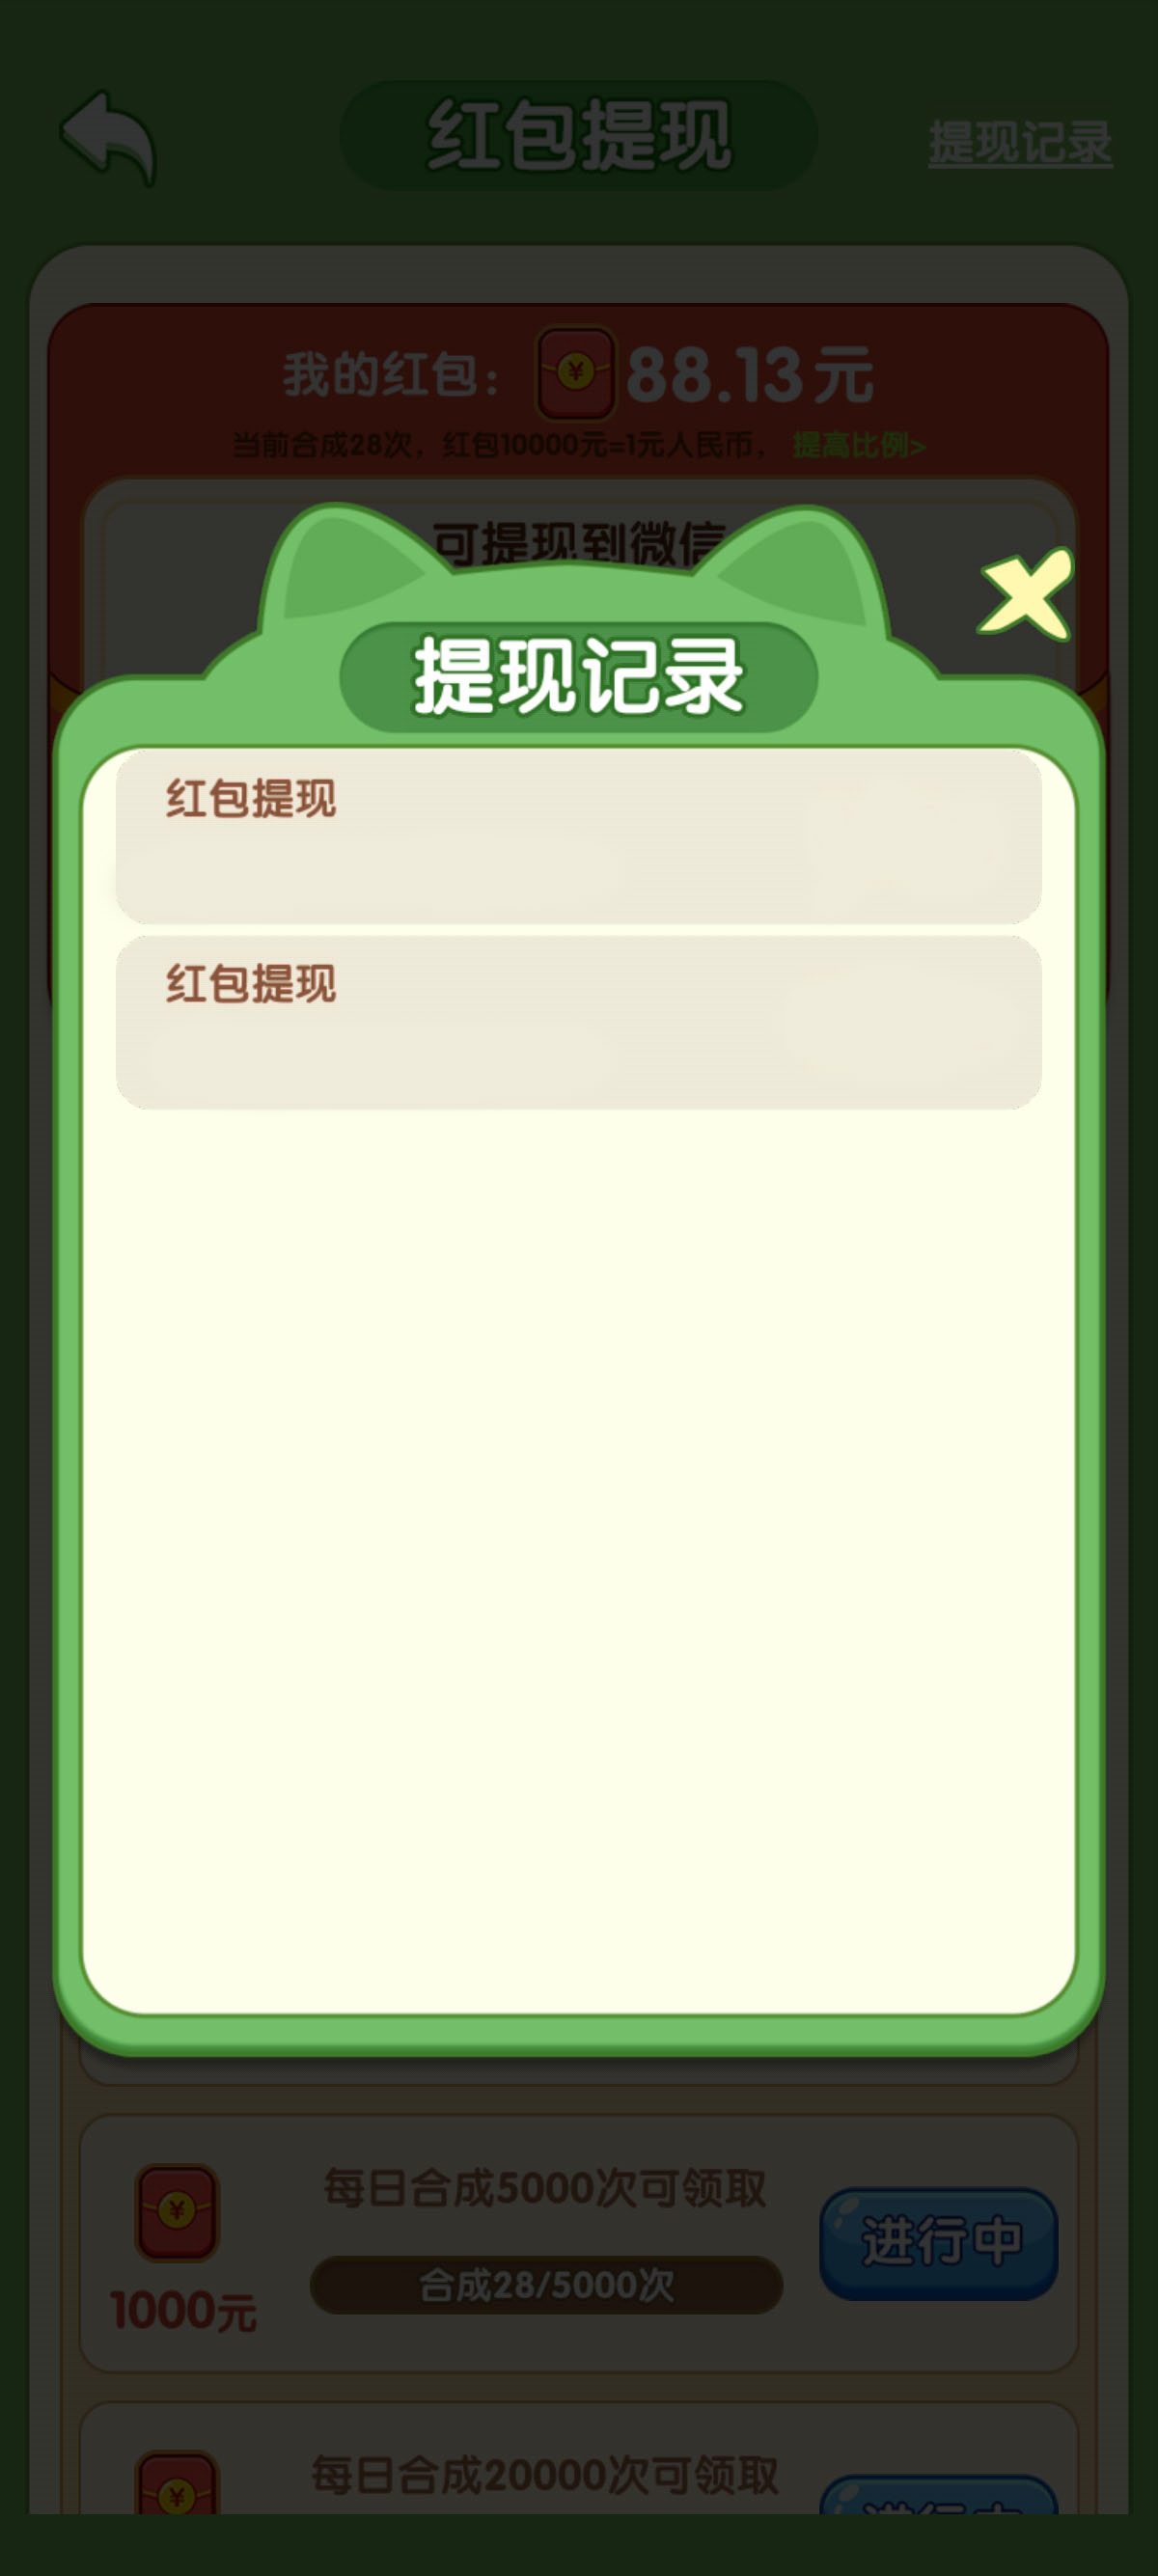 红包提现
提现记录
我的红包：
88.13元
当前合成28次，红包10000元=1元人民币， 提高比例>
可提现到微信
提现记录
红包提现
红包提现
每日合成5000次可领取
合成28/5000次
进行中
1000元
每日合成20000次可领取
进行中